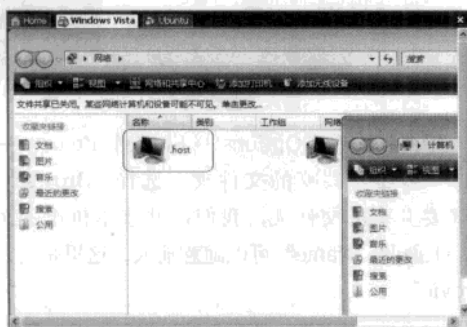 Home Windows Vista Ubuntu
网络
搜索
组织 视图 网络和共享中心 添加打印机 添加无线设备
文件共享已关闭。某些网络计算机和设备可能不可见。单击更改...
收藏夹链接
名称 类别 工作组 网络
.host
文档
图片
音乐
最近的更改
搜索
公用
计算机
组织 视图
收藏夹链接
文档
图片
音乐
最近的更改
搜索
公用